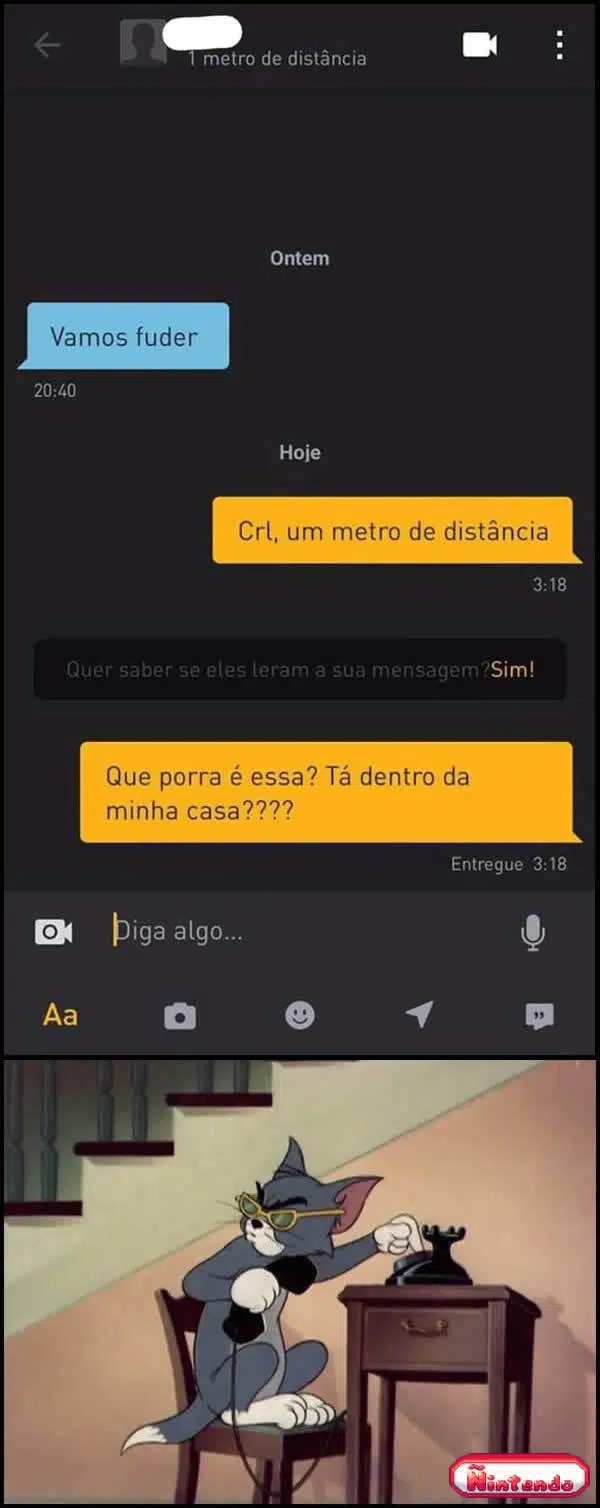 1 metro de distância
Ontem
Vamos fuder
20:40
Hoje
Crl, um metro de distância
3:18
Quer saber se eles leram a sua mensagem?Sim!
Que porra é essa? Tá dentro da
minha casa????
Entregue 3:18
Diga algo...
Aa
Ñintendo